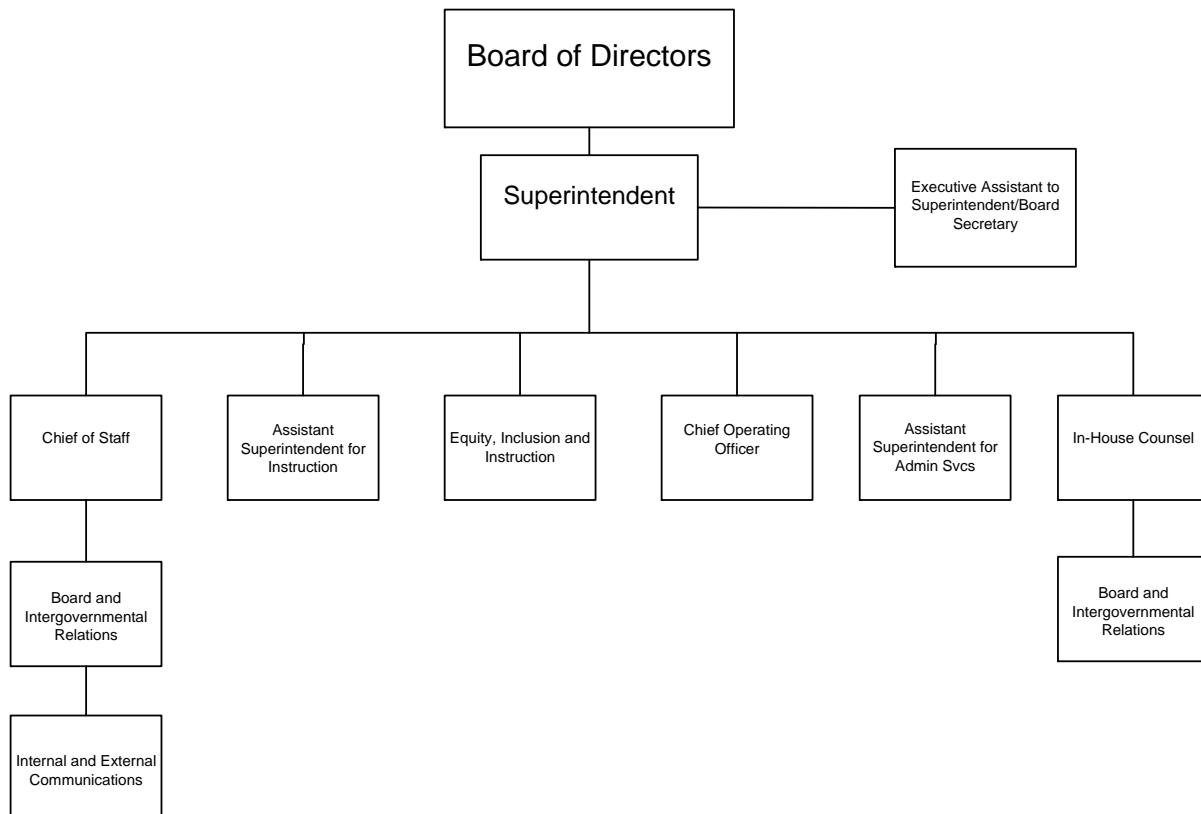 Board of Directors
Superintendent
Executive Assistant to
Superintendent/Board
Secretary
Chief of Staff
Assistant
Superintendent for
Instruction
Equity, Inclusion and
Instruction
Chief Operating
Officer
Assistant
Superintendent for
Admin Svcs
In-House Counsel
Board and
Intergovernmental
Relations
Board and
Intergovernmental
Relations
Internal and External
Communications